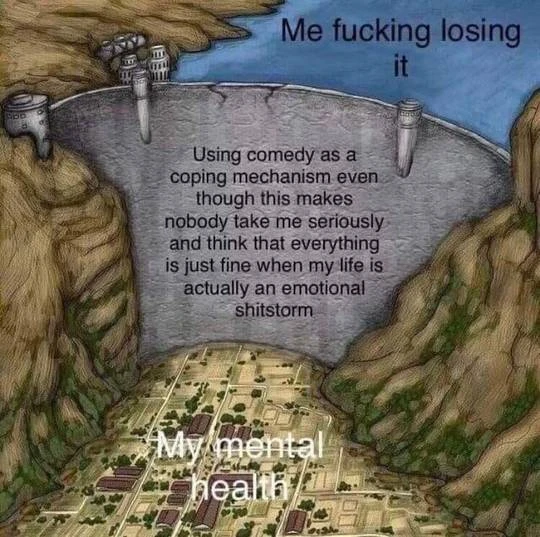 Me fucking losing
it
Using comedy as a
coping mechanism even
though this makes
nobody take me seriously
and think that everything
is just fine when my life is
actually an emotional
shitstorm
My mental
health